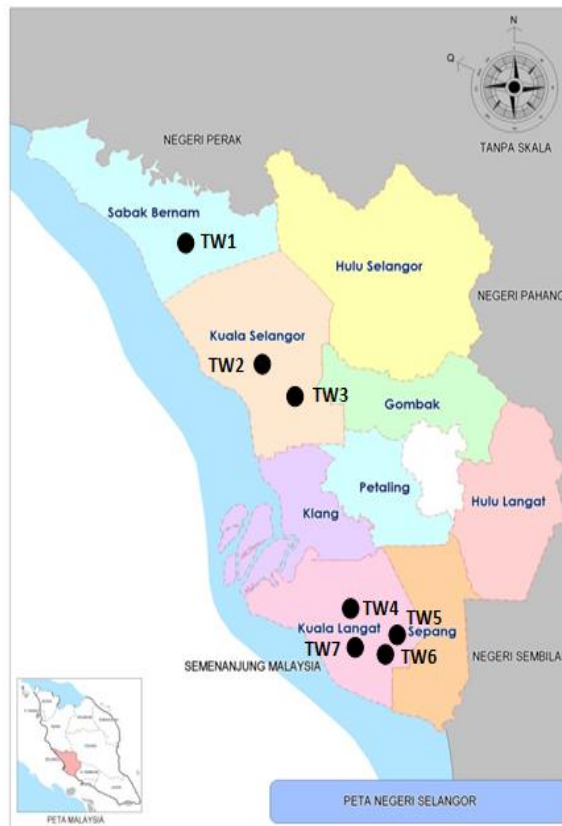 N
Q
NEGERI PERAK
TANPA SKALA
Sabak Bernam
TW1
Hulu Selangor
NEGERI PAHANG
Kuala Selangor
TW2
TW3
Gombak
Petaling
Klang
Hulu Langat
TW4
TW5
Kuala Langat
Sepang
TW7
TW6
SEMENANJUNG MALAYSIA
NEGERI SEMBILA
PETA NEGERI SELANGOR
PETA MALAYSIA